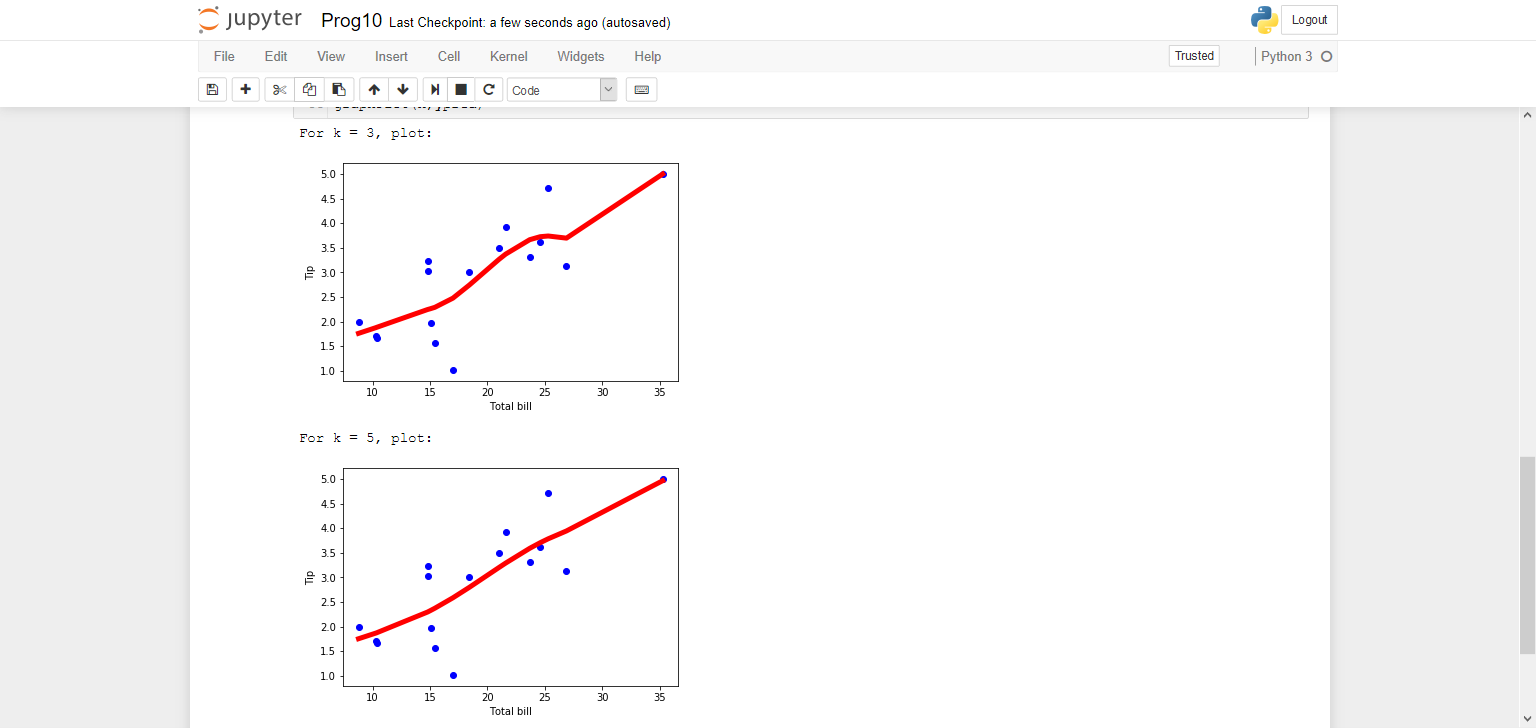 jupyter Prog10 Last Checkpoint: a few seconds ago (autosaved) Logout
File Edit View Insert Cell Kernel Widgets Help Trusted Python 3
Code
For k = 3, plot:
5.0
4.5
4.0
3.5
3.0
2.5
2.0
1.5
1.0
Tip
10 15 20 25 30 35
Total bill
For k = 5, plot:
5.0
4.5
4.0
3.5
3.0
2.5
2.0
1.5
1.0
Tip
10 15 20 25 30 35
Total bill